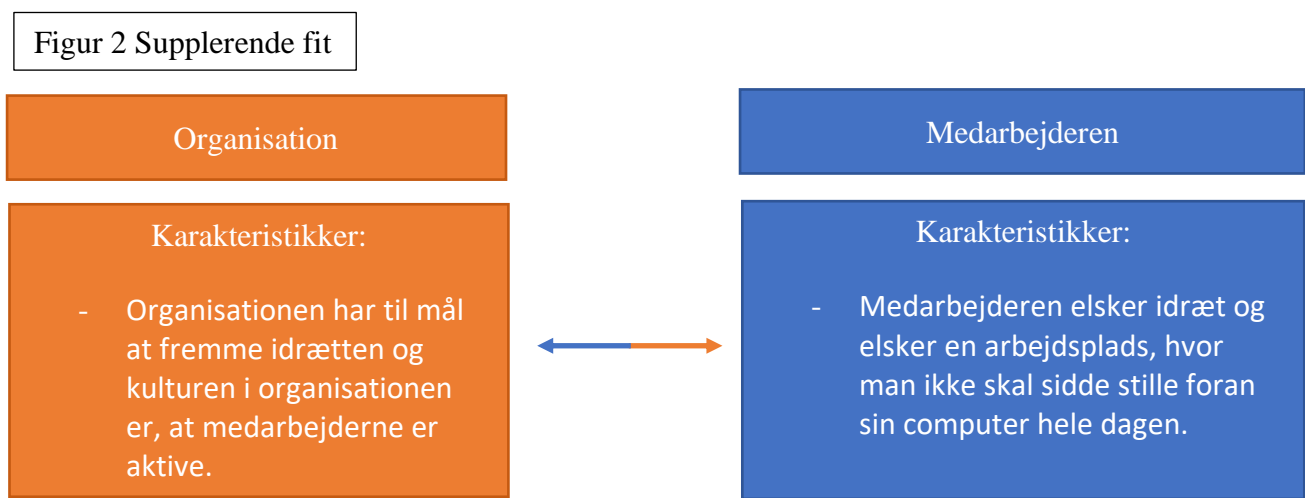 Figur 2 Supplerende fit
Organisation
Medarbejderen
Karakteristikker:
- Organisationen har til mål
at fremme idrætten og
kulturen i organisationen
er, at medarbejderne er
aktive.
Karakteristikker:
- Medarbejderen elsker idræt og
elsker en arbejdsplads, hvor
man ikke skal sidde stille foran
sin computer hele dagen.